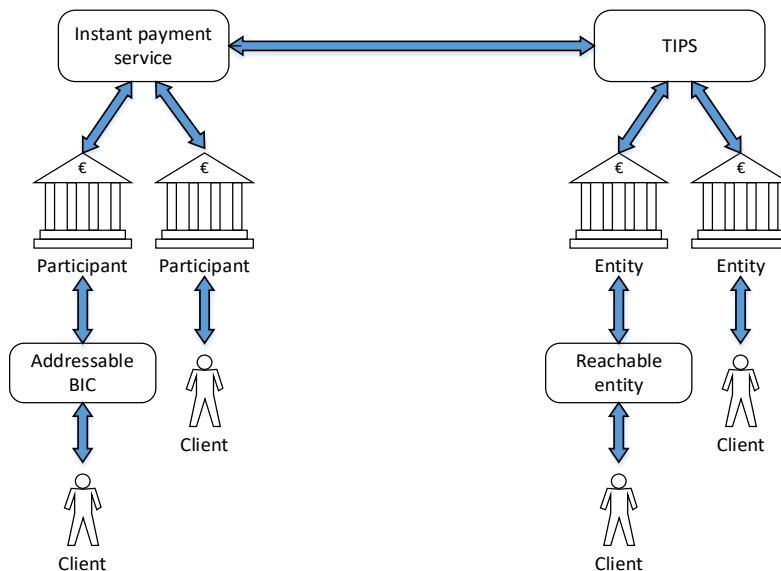 Instant payment
service
TIPS
€
€
€
€
Participant
Participant
Entity
Entity
Addressable
BIC
Reachable
entity
Client
Client
Client
Client